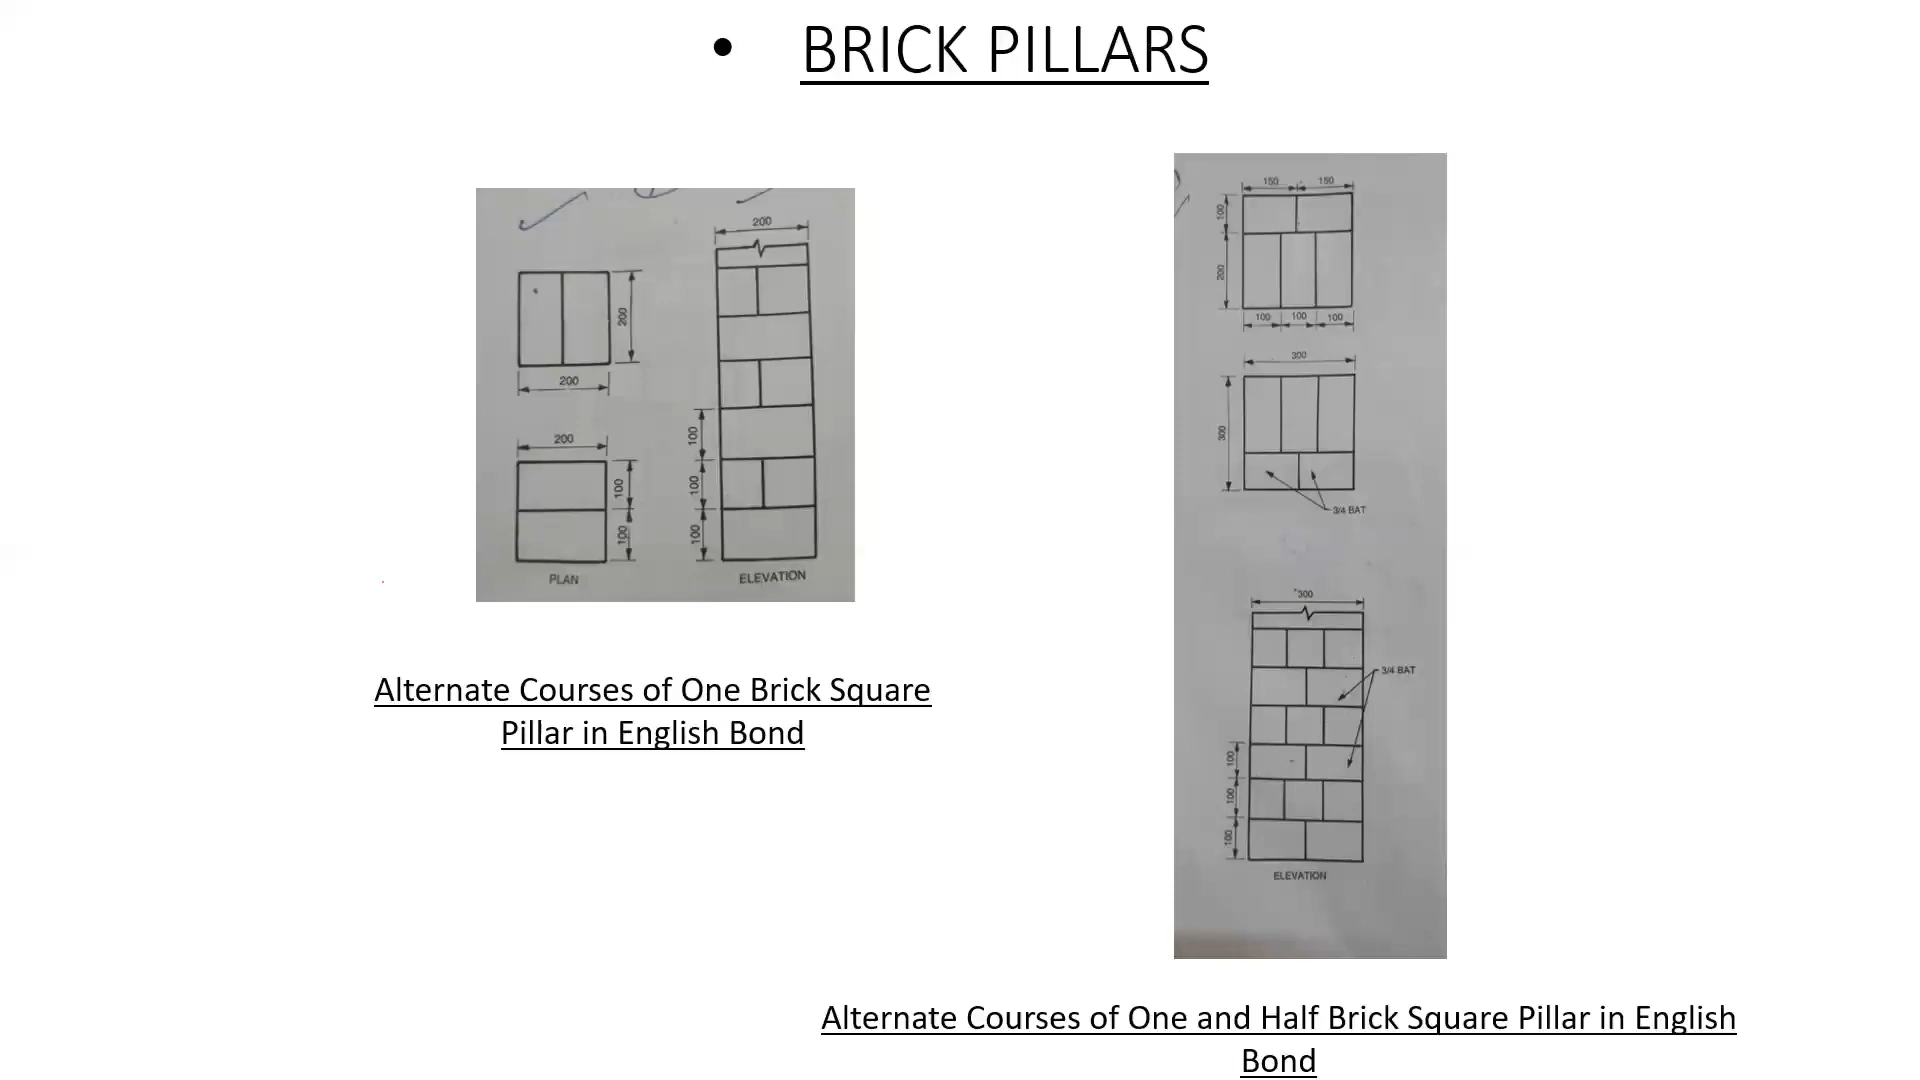 • BRICK PILLARS
200
200
200
200
100
100
PLAN
200
100
100
100
ELEVATION
Alternate Courses of One Brick Square
Pillar in English Bond
150 150
100
200
100 100 100
300
300
3/4 BAT
300
3/4 BAT
100
100
100
ELEVATION
Alternate Courses of One and Half Brick Square Pillar in English
Bond